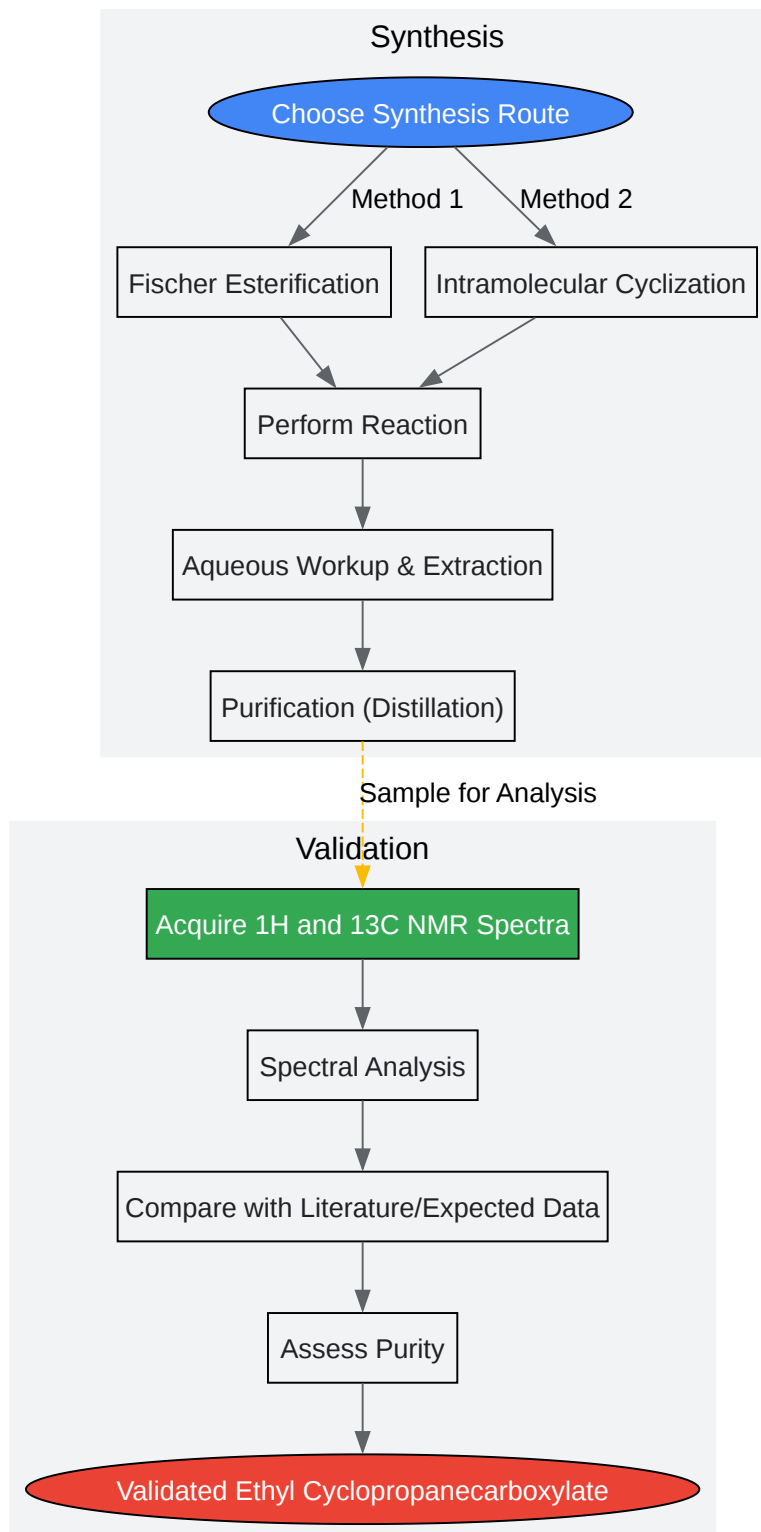 Synthesis
Choose Synthesis Route
Method 1
Method 2
Fischer Esterification
Intramolecular Cyclization
Perform Reaction
Aqueous Workup & Extraction
Purification (Distillation)
Sample for Analysis
Validation
Acquire 1H and 13C NMR Spectra
Spectral Analysis
Compare with Literature/Expected Data
Assess Purity
Validated Ethyl Cyclopropanecarboxylate